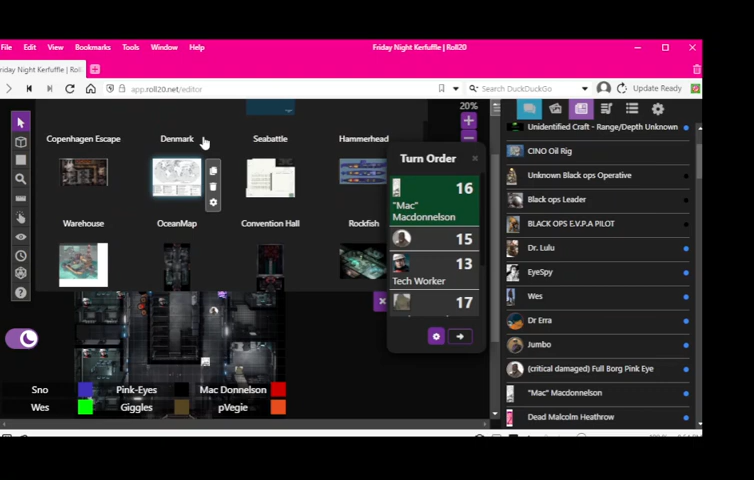 File Edit View Bookmarks Tools Window Help
Friday Night Kerfuffle | Roll20
riday Night Kerfuffle | Roll
app.roll20.net/editor
Search DuckDuckGo
Update Ready
20%
Copenhagen Escape
Denmark
Seabattle
Hammerhead
Warehouse
OceanMap
Convention Hall
Rockfish
Turn Order
16
"Mac"
Macdonnelson
15
13
Tech Worker
17
Unidentified Craft - Range/Depth Unknown
CINO Oil Rig
Unknown Black ops Operative
Black ops Leader
BLACK OPS E.V.P.A PILOT
Dr. Lulu
EyeSpy
Wes
Dr Erra
Jumbo
(critical damaged) Full Borg Pink Eye
"Mac" Macdonnelson
Dead Malcolm Heathrow
Sno
Pink-Eyes
Mac Donnelson
Wes
Giggles
pVegie